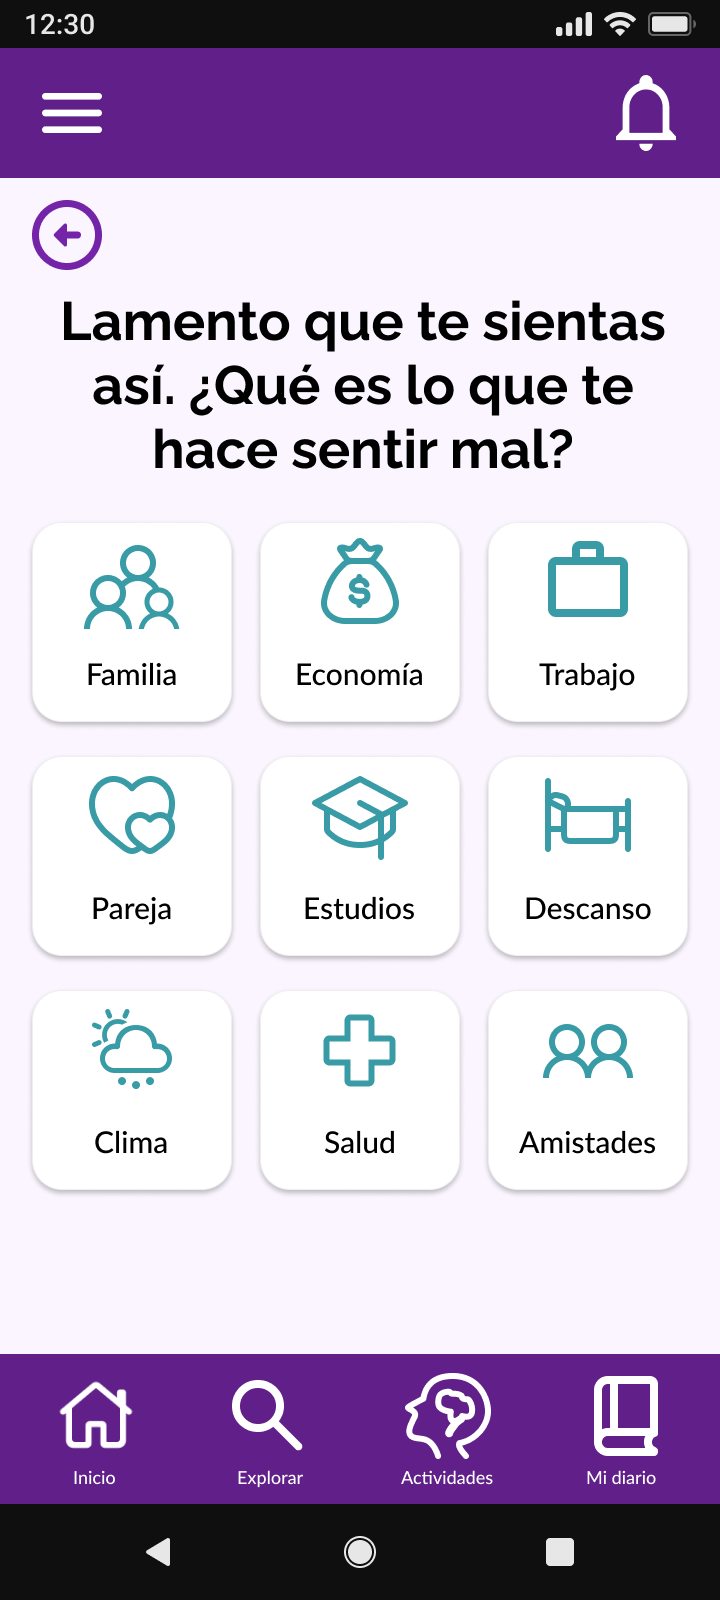 12:30
Lamento que te sientas
así. ¿Qué es lo que te
hace sentir mal?
Familia
Economía
Trabajo
Pareja
Estudios
Descanso
Clima
Salud
Amistades
Inicio
Explorar
Actividades
Mi diario